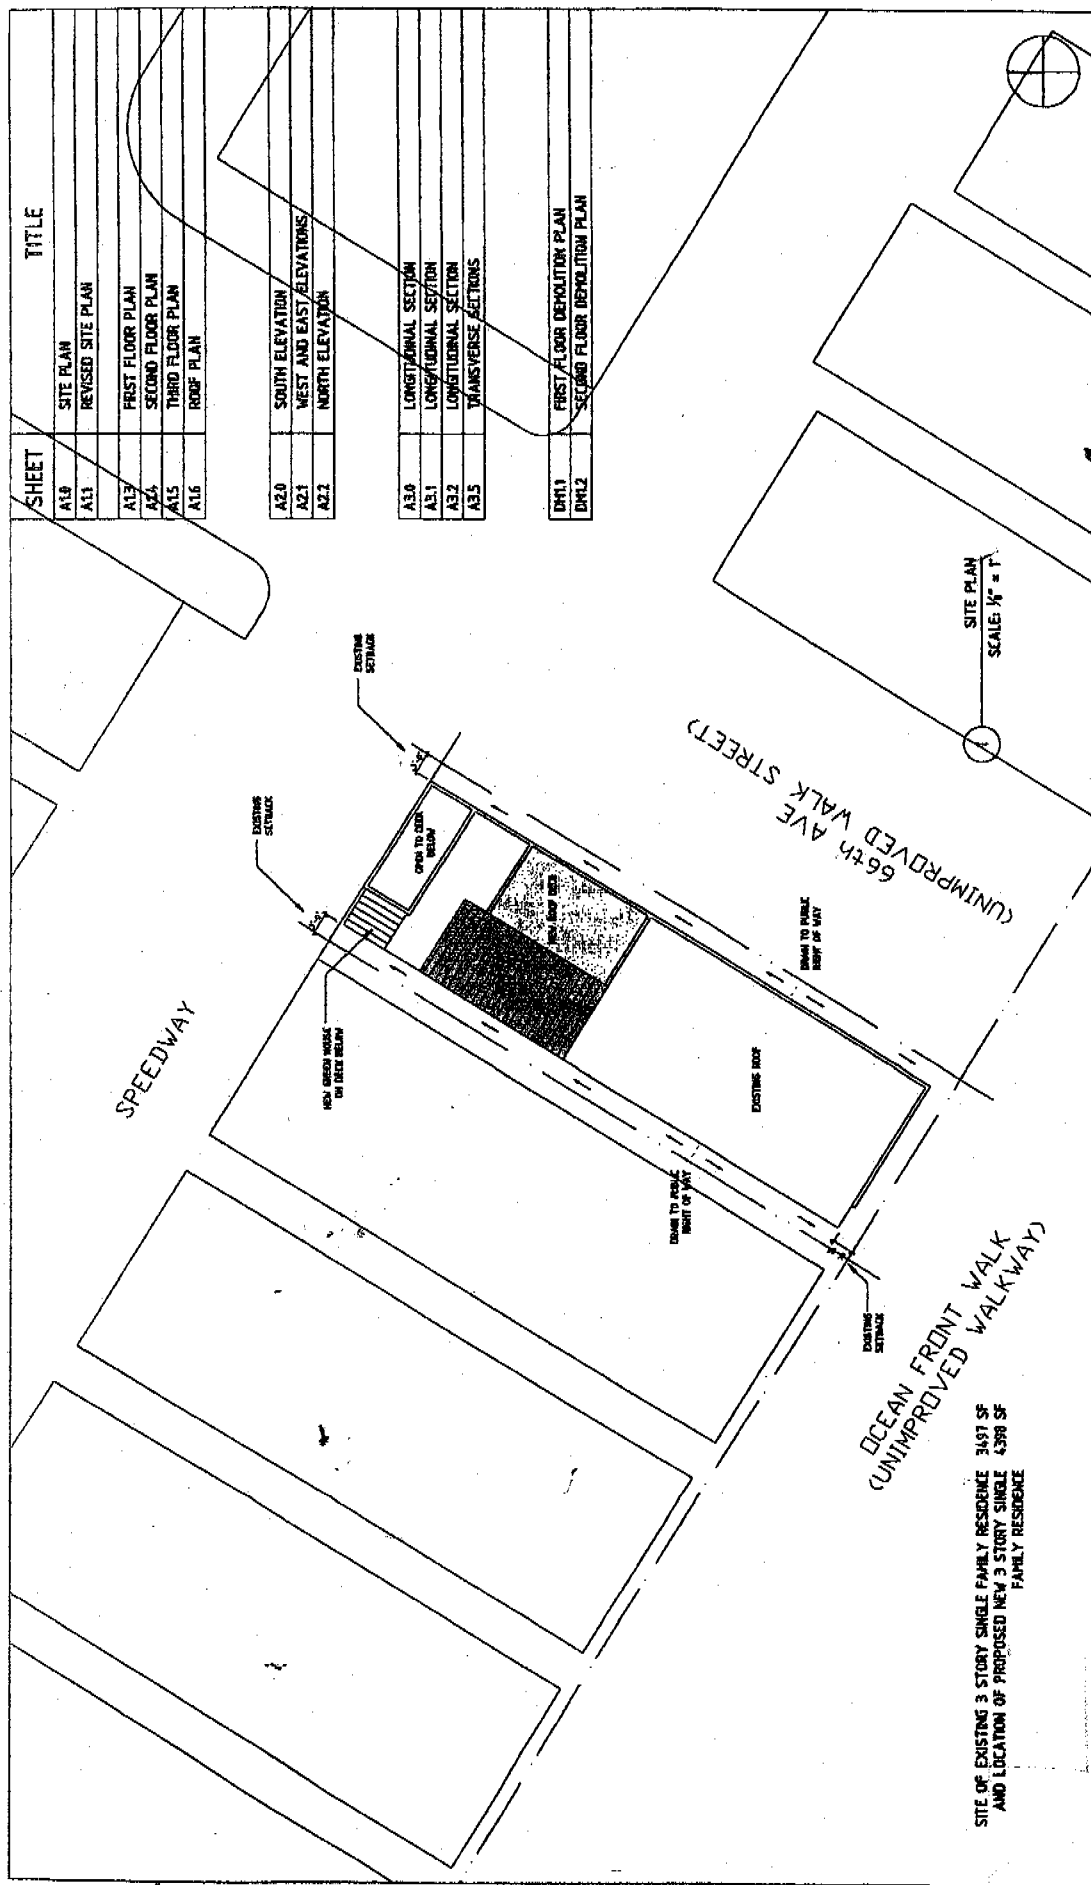 SHEET TITLE
A1.0 SITE PLAN
A1.1 REVISED SITE PLAN
A1.3 FIRST FLOOR PLAN
A1.4 SECOND FLOOR PLAN
A1.5 THIRD FLOOR PLAN
A1.6 ROOF PLAN
A2.0 SOUTH ELEVATION
A2.1 WEST AND EAST ELEVATIONS
A2.2 NORTH ELEVATION
A3.0 LONGITUDINAL SECTION
A3.1 LONGITUDINAL SECTION
A3.2 LONGITUDINAL SECTION
A3.5 TRANSVERSE SECTIONS
DM1.1 FIRST FLOOR DEMOLITION PLAN
DM1.2 SECOND FLOOR DEMOLITION PLAN
EXISTING
SETBACK
EXISTING
SETBACK
OPEN TO DECK
BELOW
NEW ROOF DECK
SPEEDWAY
NEW GREEN HOUSE
ON DECK BELOW
66th AVE
(UNIMPROVED WALK STREET)
DRAIN TO PUBLIC
RIGHT OF WAY
EXISTING ROOF
DRAIN TO PUBLIC
RIGHT OF WAY
EXISTING
SETBACK
OCEAN FRONT WALK
(UNIMPROVED WALKWAY)
1
SITE PLAN
SCALE: ⅛" = 1'
SITE OF EXISTING 3 STORY SINGLE FAMILY RESIDENCE 3497 SF
AND LOCATION OF PROPOSED NEW 3 STORY SINGLE 4398 SF
FAMILY RESIDENCE